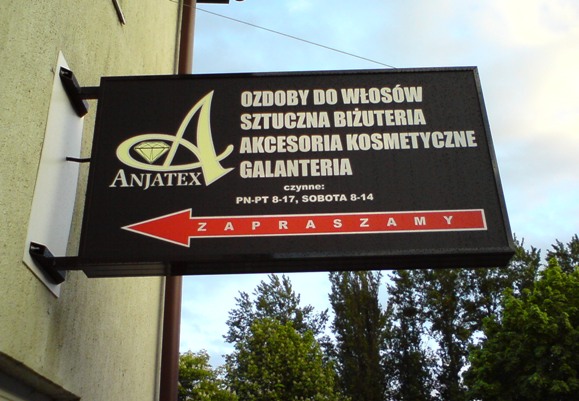 ANJATEX
OZDOBY DO WŁOSÓW
SZTUCZNA BIŻUTERIA
AKCESORIA KOSMETYCZNE
GALANTERIA
czynne:
PN-PT 8-17, SOBOTA 8-14
ZAPRASZAMY